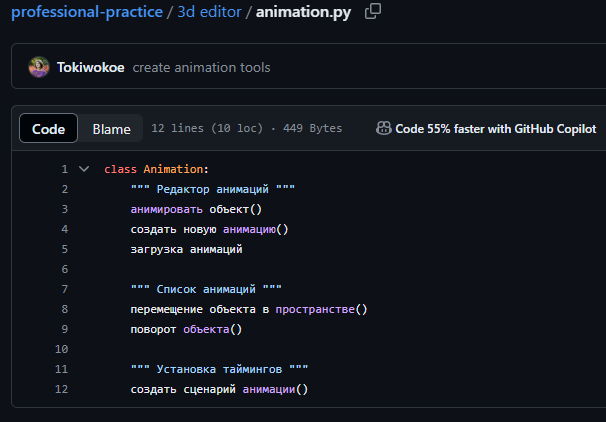 professional-practice / 3d editor / animation.py
Tokiwokoe create animation tools
Code Blame 12 lines (10 loc) · 449 Bytes Code 55% faster with GitHub Copilot
1 class Animation:
2 """ Редактор анимаций """
3 анимировать объект()
4 создать новую анимацию()
5 загрузка анимаций
6
7 """ Список анимаций """
8 перемещение объекта в пространстве()
9 поворот объекта()
10
11 """ Установка таймингов """
12 создать сценарий анимации()